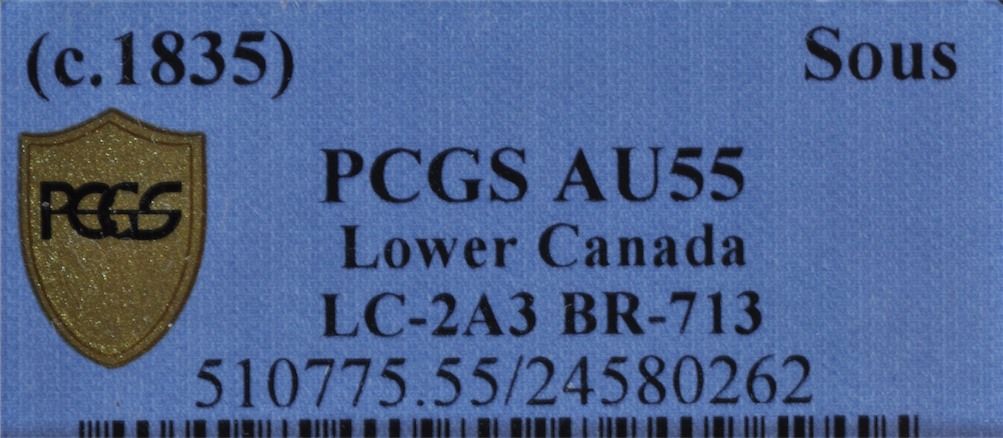 (c.1835) Sous
PCGS
PCGS AU55
Lower Canada
LC-2A3 BR-713
510775.55/24580262